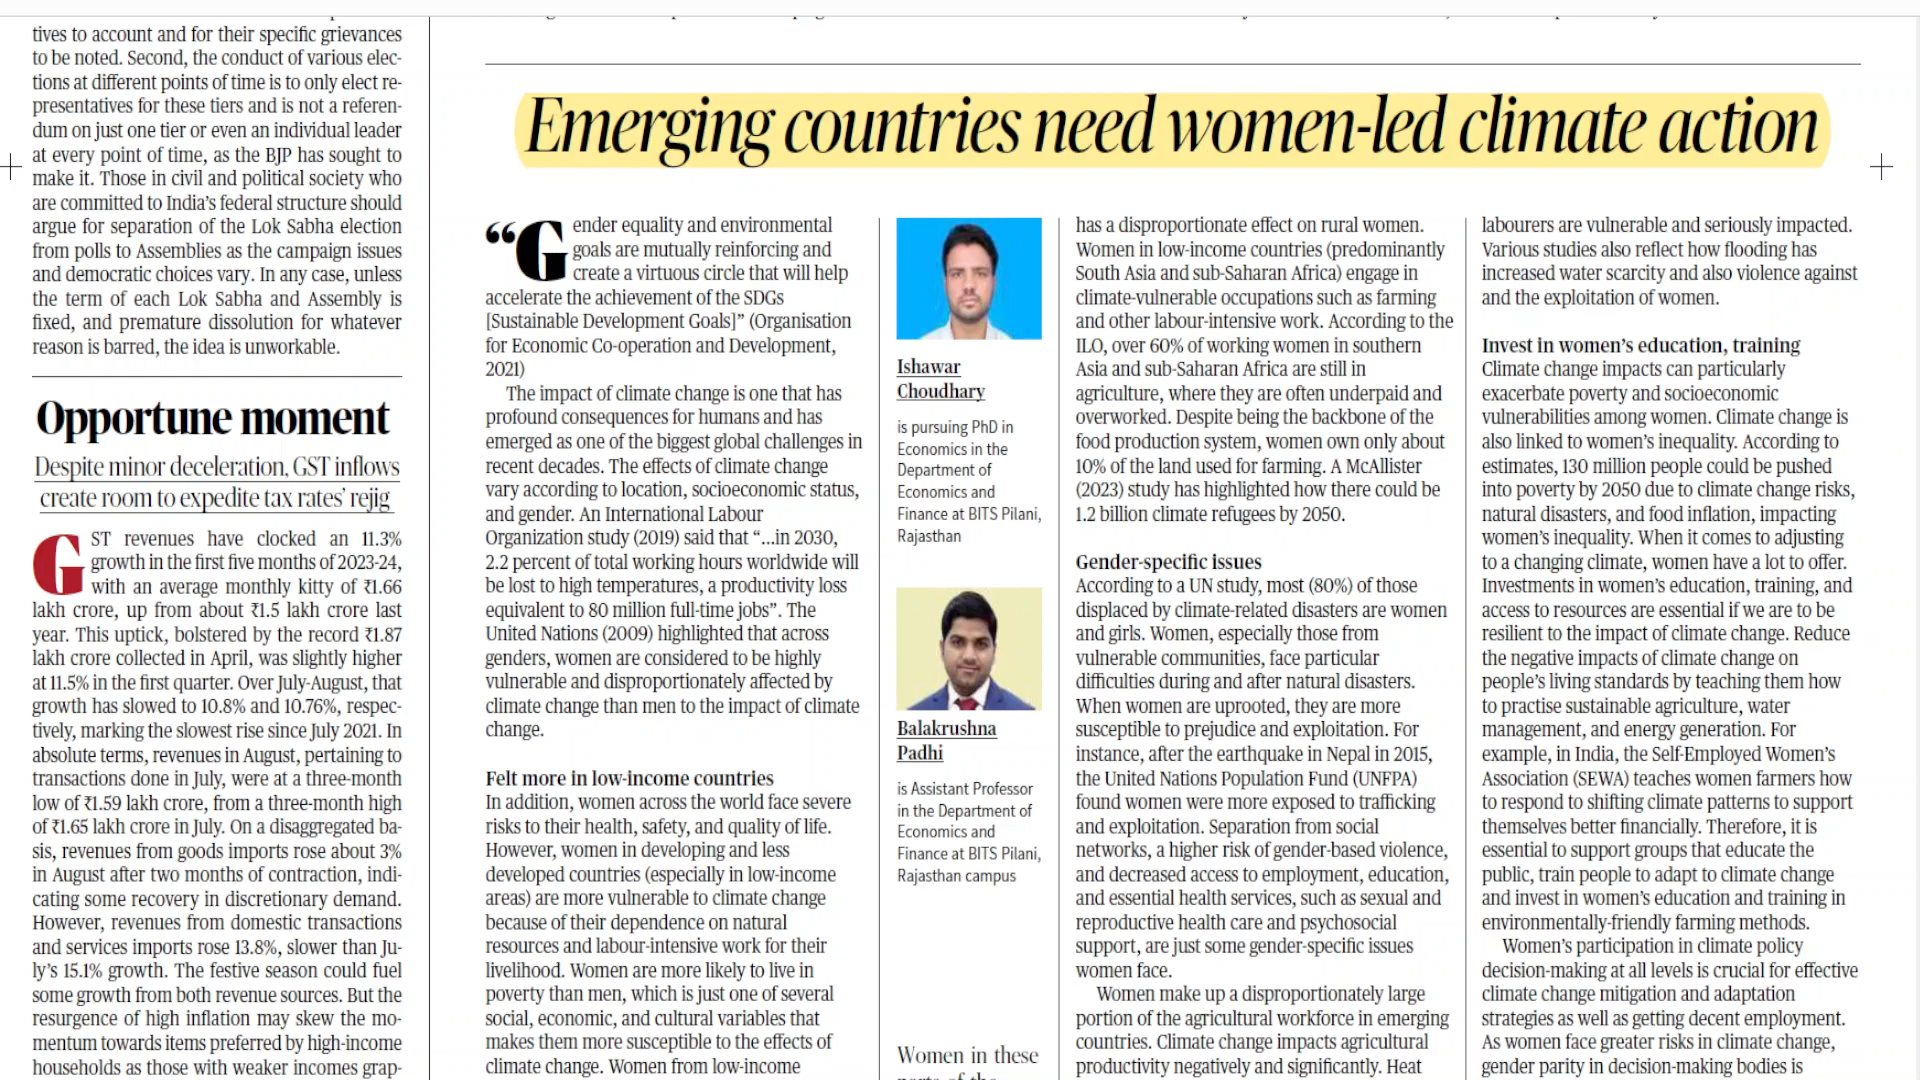 tives to account and for their specific grievances
to be noted. Second, the conduct of various elec-
tions at different points of time is to only elect re-
presentatives for these tiers and is not a referen-
dum on just one tier or even an individual leader
at every point of time, as the BJP has sought to
make it. Those in civil and political society who
are committed to India’s federal structure should
argue for separation of the Lok Sabha election
from polls to Assemblies as the campaign issues
and democratic choices vary. In any case, unless
the term of each Lok Sabha and Assembly is
fixed, and premature dissolution for whatever
reason is barred, the idea is unworkable.
Opportune moment
Despite minor deceleration, GST inflows
create room to expedite tax rates’ rejig
GST revenues have clocked an 11.3%
growth in the first five months of 2023-24,
with an average monthly kitty of ₹1.66
lakh crore, up from about ₹1.5 lakh crore last
year. This uptick, bolstered by the record ₹1.87
lakh crore collected in April, was slightly higher
at 11.5% in the first quarter. Over July-August, that
growth has slowed to 10.8% and 10.76%, respec-
tively, marking the slowest rise since July 2021. In
absolute terms, revenues in August, pertaining to
transactions done in July, were at a three-month
low of ₹1.59 lakh crore, from a three-month high
of ₹1.65 lakh crore in July. On a disaggregated ba-
sis, revenues from goods imports rose about 3%
in August after two months of contraction, indi-
cating some recovery in discretionary demand.
However, revenues from domestic transactions
and services imports rose 13.8%, slower than Ju-
ly’s 15.1% growth. The festive season could fuel
some growth from both revenue sources. But the
resurgence of high inflation may skew the mo-
mentum towards items preferred by high-income
households as those with weaker incomes grap-
Emerging countries need women-led climate action
“Gender equality and environmental
goals are mutually reinforcing and
create a virtuous circle that will help
accelerate the achievement of the SDGs
[Sustainable Development Goals]” (Organisation
for Economic Co-operation and Development,
2021)
The impact of climate change is one that has
profound consequences for humans and has
emerged as one of the biggest global challenges in
recent decades. The effects of climate change
vary according to location, socioeconomic status,
and gender. An International Labour
Organization study (2019) said that “...in 2030,
2.2 percent of total working hours worldwide will
be lost to high temperatures, a productivity loss
equivalent to 80 million full-time jobs”. The
United Nations (2009) highlighted that across
genders, women are considered to be highly
vulnerable and disproportionately affected by
climate change than men to the impact of climate
change.
Felt more in low-income countries
In addition, women across the world face severe
risks to their health, safety, and quality of life.
However, women in developing and less
developed countries (especially in low-income
areas) are more vulnerable to climate change
because of their dependence on natural
resources and labour-intensive work for their
livelihood. Women are more likely to live in
poverty than men, which is just one of several
social, economic, and cultural variables that
makes them more susceptible to the effects of
climate change. Women from low-income
Ishawar
Choudhary
is pursuing PhD in
Economics in the
Department of
Economics and
Finance at BITS Pilani,
Rajasthan
Balakrushna
Padhi
is Assistant Professor
in the Department of
Economics and
Finance at BITS Pilani,
Rajasthan campus
Women in these
has a disproportionate effect on rural women.
Women in low-income countries (predominantly
South Asia and sub-Saharan Africa) engage in
climate-vulnerable occupations such as farming
and other labour-intensive work. According to the
ILO, over 60% of working women in southern
Asia and sub-Saharan Africa are still in
agriculture, where they are often underpaid and
overworked. Despite being the backbone of the
food production system, women own only about
10% of the land used for farming. A McAllister
(2023) study has highlighted how there could be
1.2 billion climate refugees by 2050.
Gender-specific issues
According to a UN study, most (80%) of those
displaced by climate-related disasters are women
and girls. Women, especially those from
vulnerable communities, face particular
difficulties during and after natural disasters.
When women are uprooted, they are more
susceptible to prejudice and exploitation. For
instance, after the earthquake in Nepal in 2015,
the United Nations Population Fund (UNFPA)
found women were more exposed to trafficking
and exploitation. Separation from social
networks, a higher risk of gender-based violence,
and decreased access to employment, education,
and essential health services, such as sexual and
reproductive health care and psychosocial
support, are just some gender-specific issues
women face.
Women make up a disproportionately large
portion of the agricultural workforce in emerging
countries. Climate change impacts agricultural
productivity negatively and significantly. Heat
labourers are vulnerable and seriously impacted.
Various studies also reflect how flooding has
increased water scarcity and also violence against
and the exploitation of women.
Invest in women’s education, training
Climate change impacts can particularly
exacerbate poverty and socioeconomic
vulnerabilities among women. Climate change is
also linked to women’s inequality. According to
estimates, 130 million people could be pushed
into poverty by 2050 due to climate change risks,
natural disasters, and food inflation, impacting
women’s inequality. When it comes to adjusting
to a changing climate, women have a lot to offer.
Investments in women’s education, training, and
access to resources are essential if we are to be
resilient to the impact of climate change. Reduce
the negative impacts of climate change on
people’s living standards by teaching them how
to practise sustainable agriculture, water
management, and energy generation. For
example, in India, the Self-Employed Women’s
Association (SEWA) teaches women farmers how
to respond to shifting climate patterns to support
themselves better financially. Therefore, it is
essential to support groups that educate the
public, train people to adapt to climate change
and invest in women’s education and training in
environmentally-friendly farming methods.
Women’s participation in climate policy
decision-making at all levels is crucial for effective
climate change mitigation and adaptation
strategies as well as getting decent employment.
As women face greater risks in climate change,
gender parity in decision-making bodies is